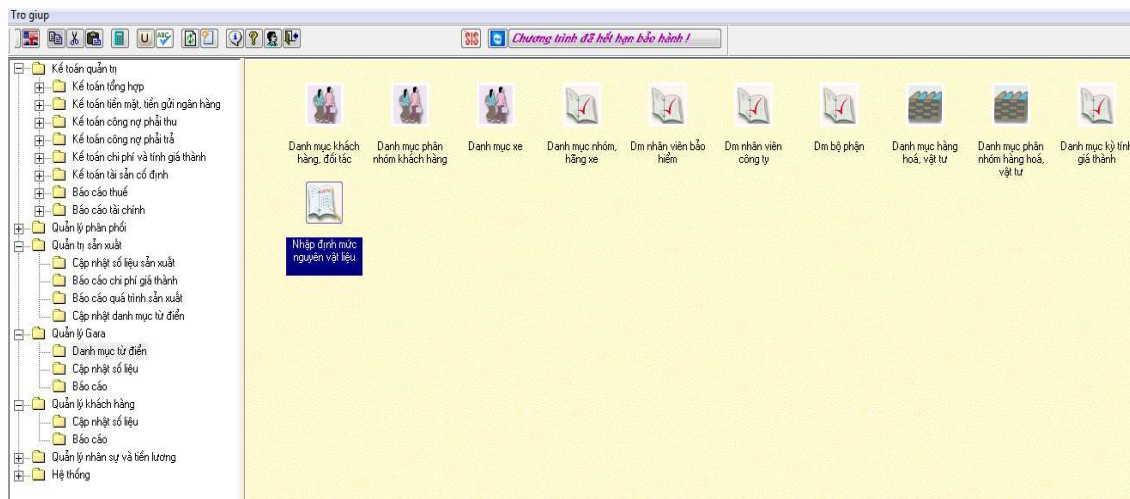 Tro giup
U
ABC
?
SIS
Chương trình đã hết hạn bảo hành !
Kế toán quản trị
Kế toán tổng hợp
Kế toán tiền mặt, tiền gửi ngân hàng
Kế toán công nợ phải thu
Kế toán công nợ phải trả
Kế toán chi phí và tính giá thành
Kế toán tài sản cố định
Báo cáo thuế
Báo cáo tài chính
Quản lý phân phối
Quản trị sản xuất
Cập nhật số liệu sản xuất
Báo cáo chi phí giá thành
Báo cáo quá trình sản xuất
Cập nhật danh mục từ điển
Quản lý Gara
Danh mục từ điển
Cập nhật số liệu
Báo cáo
Quản lý khách hàng
Cập nhật số liệu
Báo cáo
Quản lý nhân sự và tiền lương
Hệ thống
Danh mục khách
hàng, đối tác
Danh mục phân
nhóm khách hàng
Danh mục xe
Danh mục nhóm,
hãng xe
Dm nhân viên bảo
hiểm
Dm nhân viên
công ty
Dm bộ phận
Danh mục hàng
hoá, vật tư
Danh mục phân
nhóm hàng hoá,
vật tư
Danh mục kỳ tính
giá thành
Nhập định mức
nguyên vật liệu